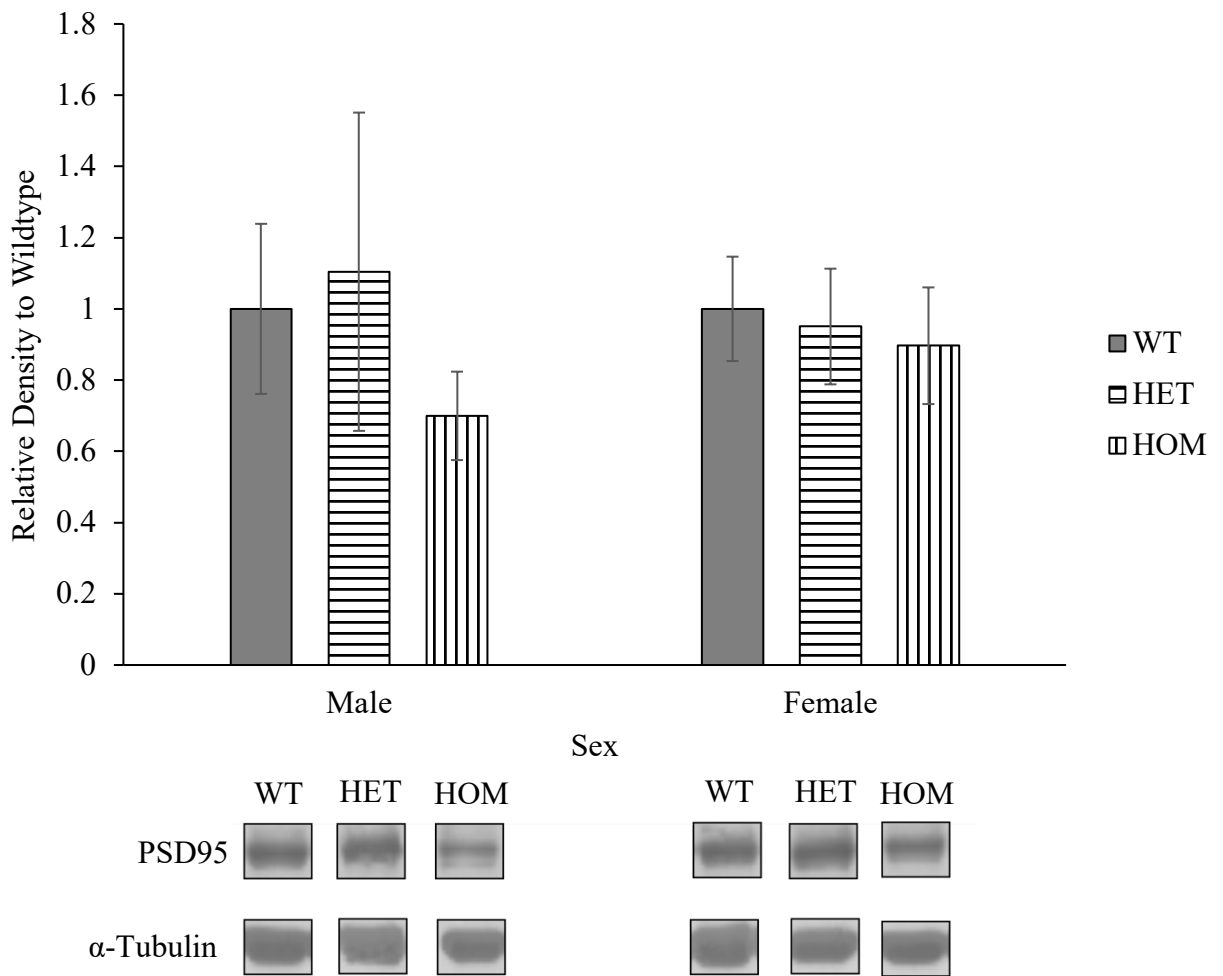 1.8
1.6
1.4
1.2
1
0.8
0.6
0.4
0.2
0
Relative Density to Wildtype
Male
Female
Sex
WT
HET
HOM
WT HET HOM WT HET HOM
PSD95
α-Tubulin